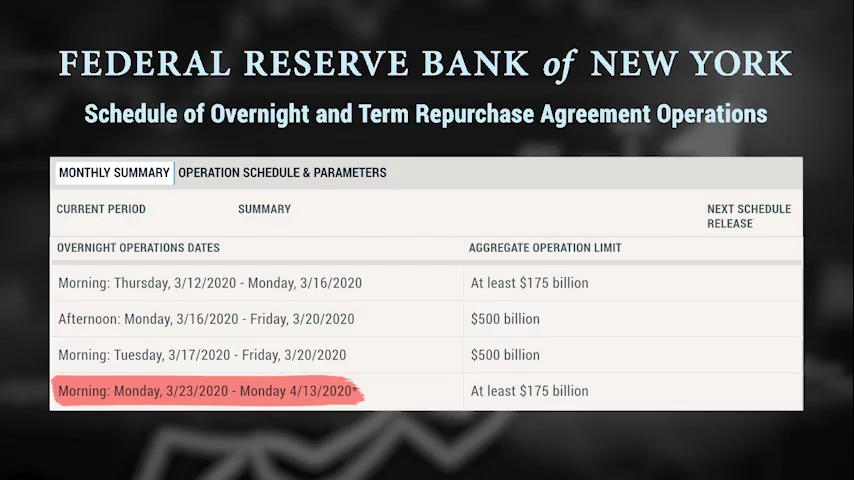 FEDERAL RESERVE BANK of NEW YORK
Schedule of Overnight and Term Repurchase Agreement Operations
MONTHLY SUMMARY OPERATION SCHEDULE & PARAMETERS
CURRENT PERIOD SUMMARY NEXT SCHEDULE
RELEASE
OVERNIGHT OPERATIONS DATES AGGREGATE OPERATION LIMIT
Morning: Thursday, 3/12/2020 - Monday, 3/16/2020 At least $175 billion
Afternoon: Monday, 3/16/2020 - Friday, 3/20/2020 $500 billion
Morning: Tuesday, 3/17/2020 - Friday, 3/20/2020 $500 billion
Morning: Monday, 3/23/2020 - Monday 4/13/2020* At least $175 billion